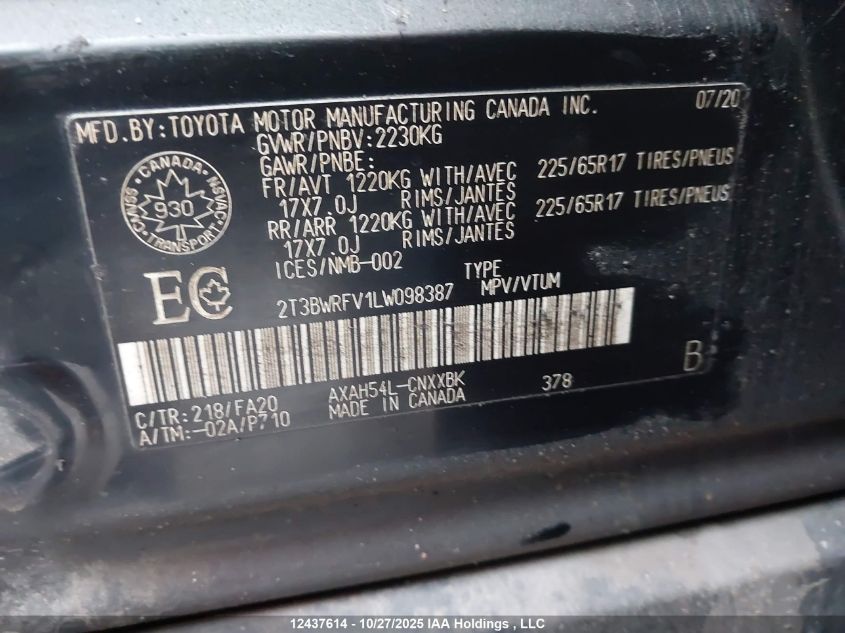 MFD.BY:TOYOTA MOTOR MANUFACTURING CANADA INC. 07/20
GVWR/PNBV:2230KG
GAWR/PNBE:
FR/AVT 1220KG WITH/AVEC 225/65R17 TIRES/PNEUS
17X7.0J RIMS/JANTES
RR/ARR 1220KG WITH/AVEC 225/65R17 TIRES/PNEUS
17X7.0J RIMS/JANTES
ICES/NMB-002 TYPE
CANADA
CMVSS NSVAC
930
TRANSPORT
EC
2T3BWRFV1LW098387 MPV/VTUM
B
C/TR:218/FA20 AXAH54L-CNXXBK 378
A/TM:-02A/P710 MADE IN CANADA
12437614 - 10/27/2025 IAA Holdings , LLC